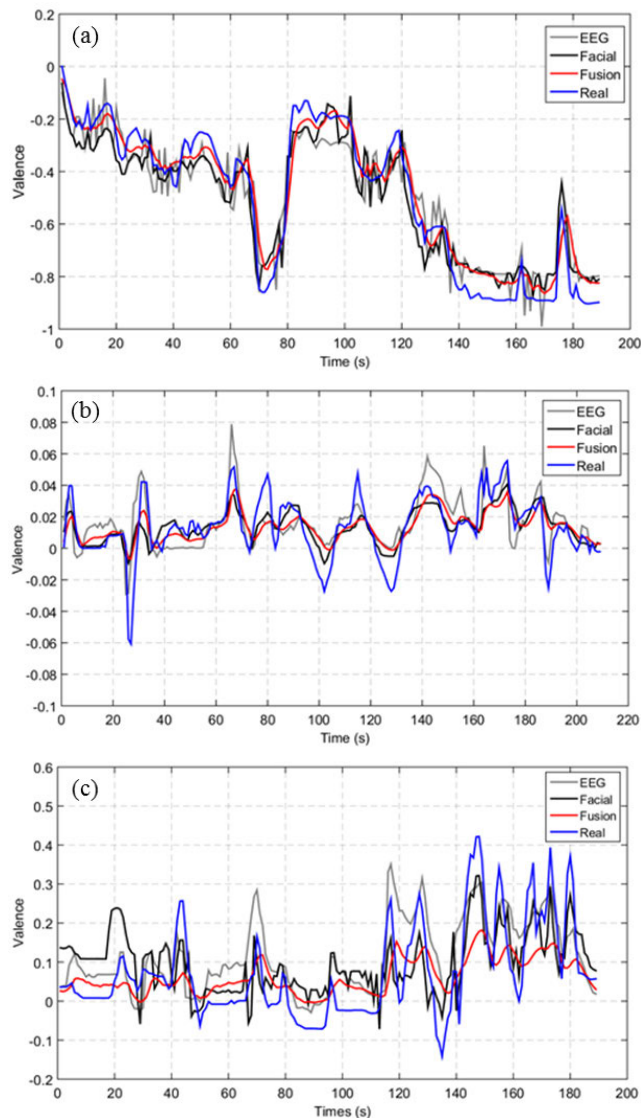 (a)
EEG
Facial
Fusion
Real
0.2
0
-0.2
-0.4
-0.6
-0.8
-1
Valence
0 20 40 60 80 100 120 140 160 180 200
Time (s)
(b)
EEG
Facial
Fusion
Real
0.1
0.08
0.06
0.04
0.02
0
-0.02
-0.04
-0.06
-0.08
-0.1
Valence
0 20 40 60 80 100 120 140 160 180 200 220
Time (s)
(c)
EEG
Facial
Fusion
Real
0.6
0.5
0.4
0.3
0.2
0.1
0
-0.1
-0.2
Valence
0 20 40 60 80 100 120 140 160 180 200
Times (s)